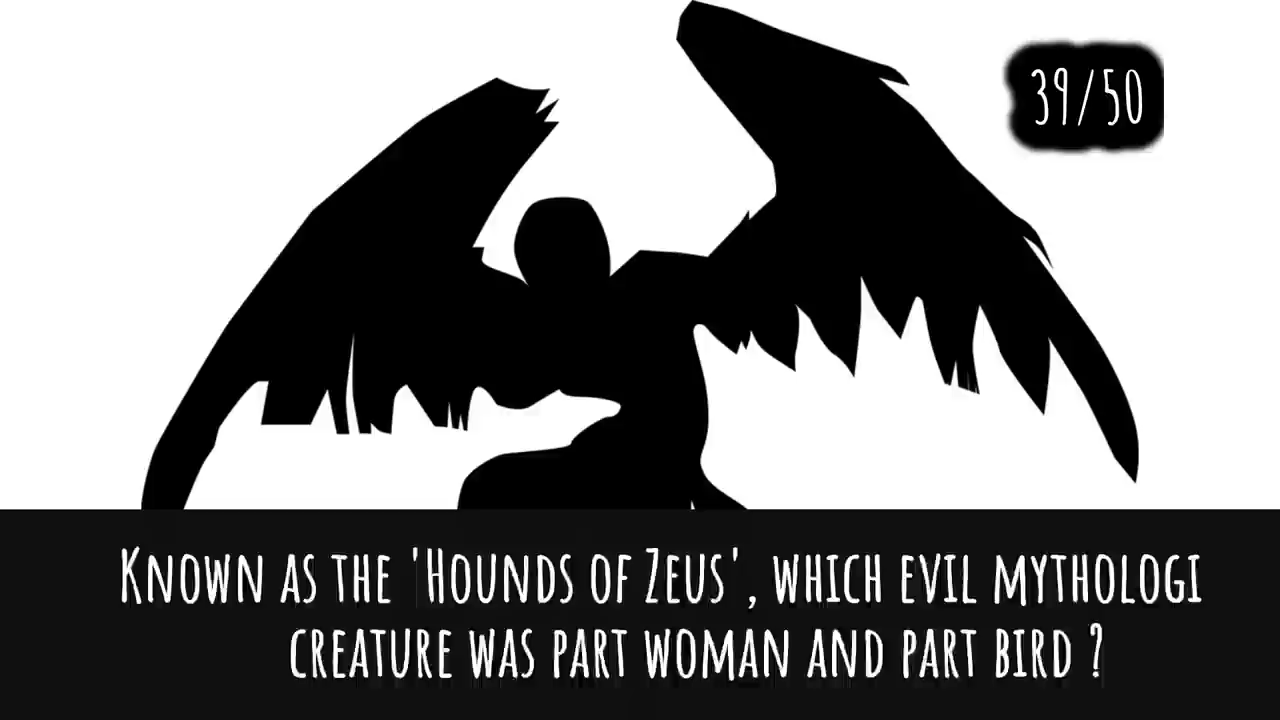 39/50
Known as the 'Hounds of Zeus', which evil mythologi
creature was part woman and part bird ?